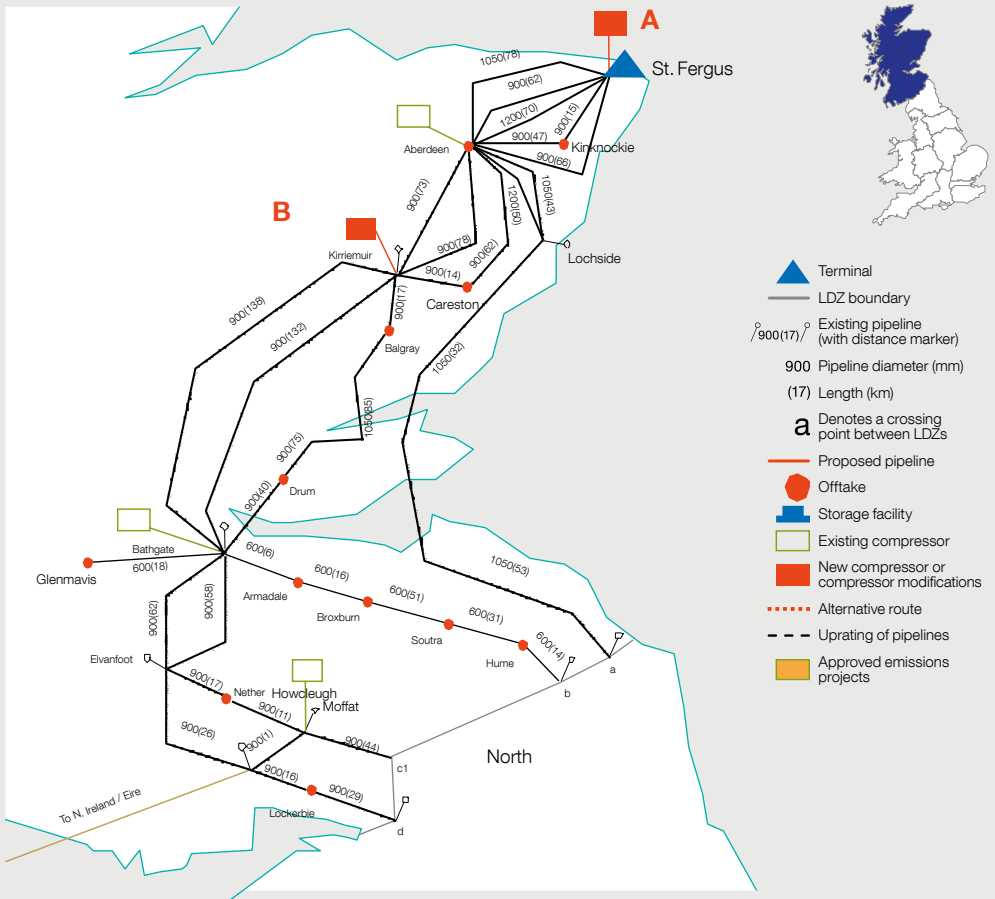 A
St. Fergus
1050(78)
900(62)
1200(70)
900(15)
900(47)
Kinknockie
900(66)
Aberdeen
900(73)
1200(50)
1050(43)
B
Kirriemuir
900(78)
900(62)
900(14)
Lochside
Careston
900(17)
Balgray
900(138)
900(132)
1050(32)
1050(85)
900(75)
900(40)
Drum
Bathgate
600(18)
Glenmavis
600(6)
Armadale
600(16)
Broxburn
600(51)
Soutra
600(31)
Hume
600(14)
1050(53)
a
b
900(62)
900(58)
Elvanfoot
900(17)
Nether Howcleugh
900(11)
Moffat
900(44)
900(26)
900(1)
c1
North
900(16)
900(29)
Lockerbie
d
To N. Ireland / Eire
Terminal
LDZ boundary
900(17)
Existing pipeline
(with distance marker)
900 Pipeline diameter (mm)
(17) Length (km)
a Denotes a crossing
point between LDZs
Proposed pipeline
Offtake
Storage facility
Existing compressor
New compressor or
compressor modifications
Alternative route
Uprating of pipelines
Approved emissions
projects